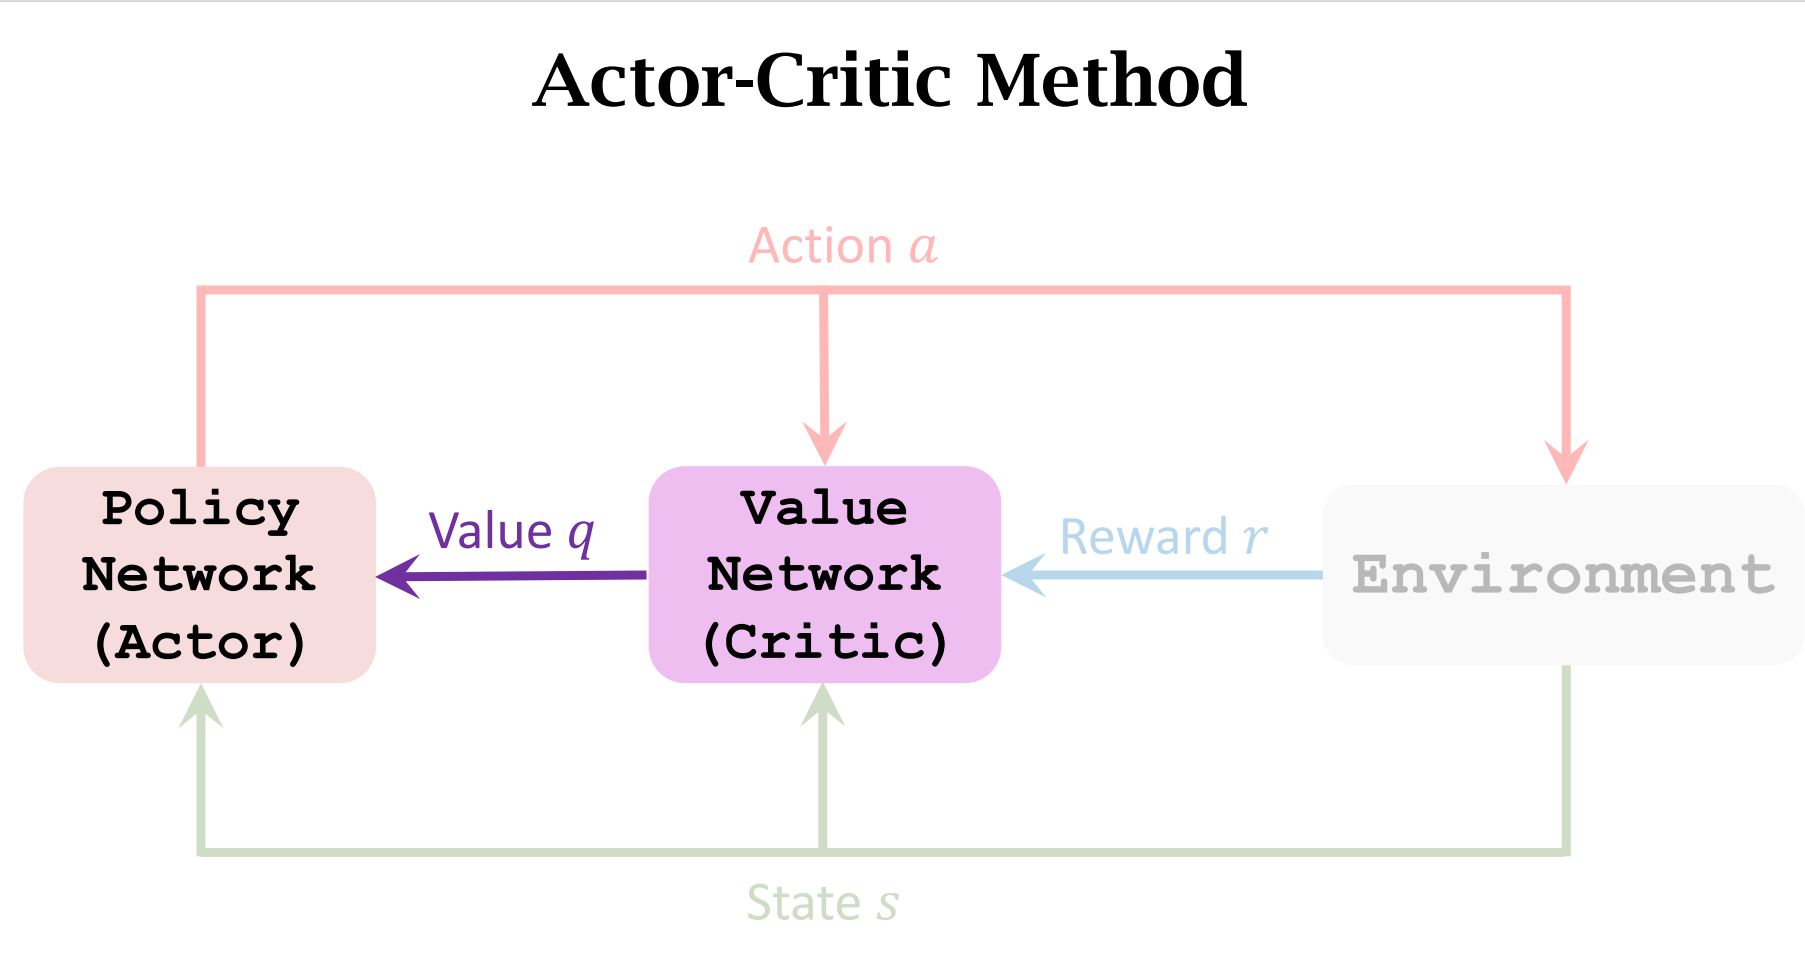 Actor-Critic Method
Action a
Policy
Network
(Actor)
Value q
Value
Network
(Critic)
Reward r
Environment
State s